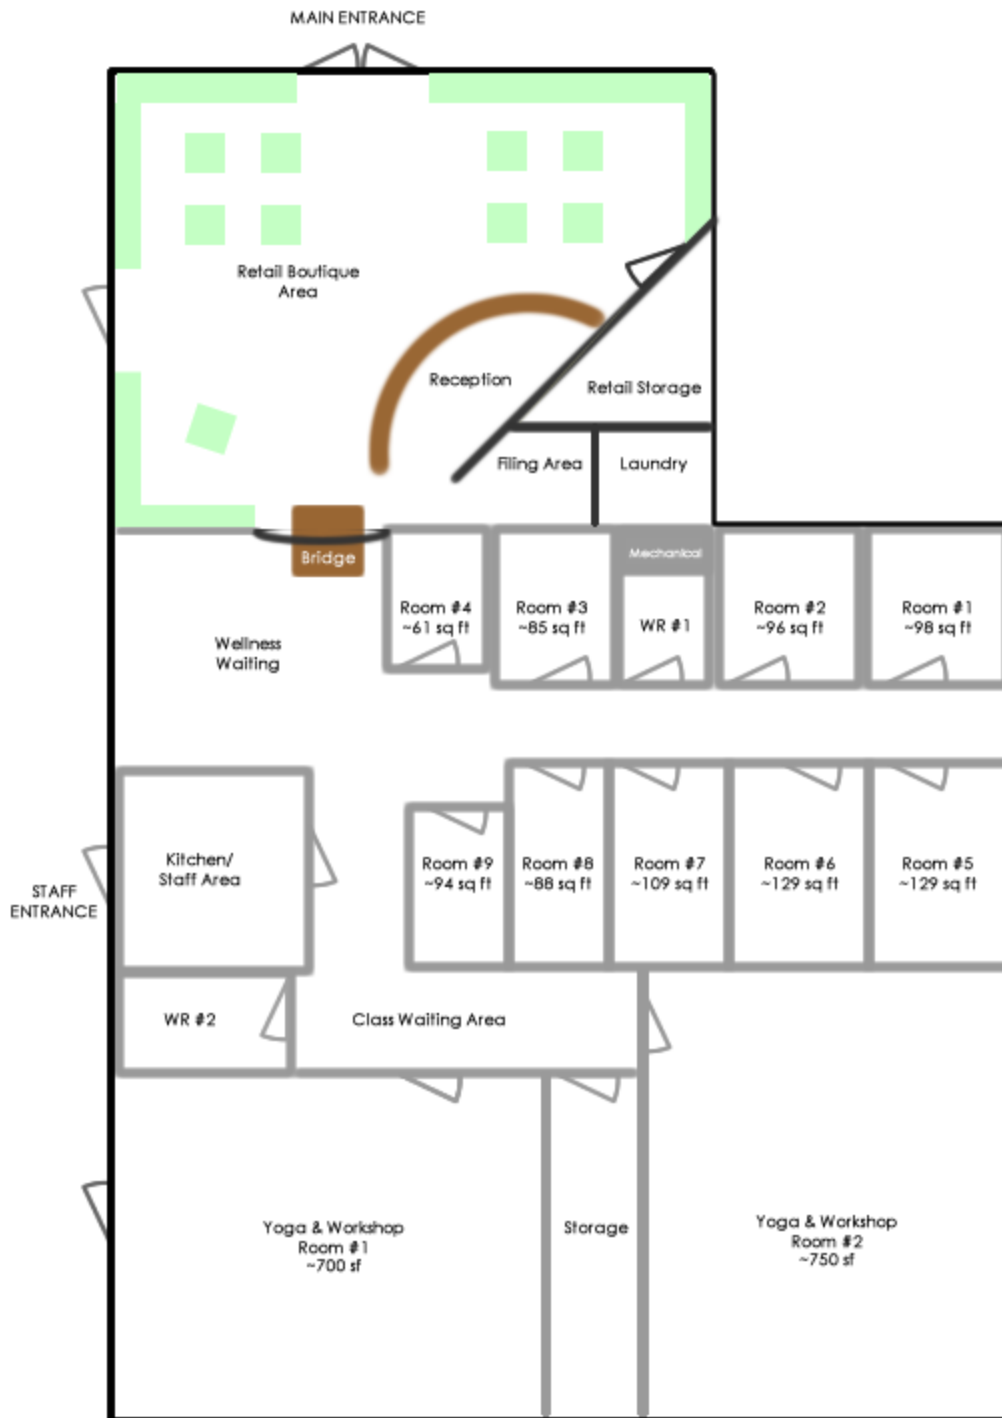 MAIN ENTRANCE
Retail Boutique
Area
Reception
Retail Storage
Filing Area
Laundry
Bridge
Mechanical
Room #4
~61 sq ft
Room #3
~85 sq ft
WR #1
Room #2
~96 sq ft
Room #1
~98 sq ft
Wellness
Waiting
Kitchen/
Staff Area
STAFF
ENTRANCE
Room #9
~94 sq ft
Room #8
~88 sq ft
Room #7
~109 sq ft
Room #6
~129 sq ft
Room #5
~129 sq ft
WR #2
Class Waiting Area
Yoga & Workshop
Room #1
~700 sf
Storage
Yoga & Workshop
Room #2
~750 sf